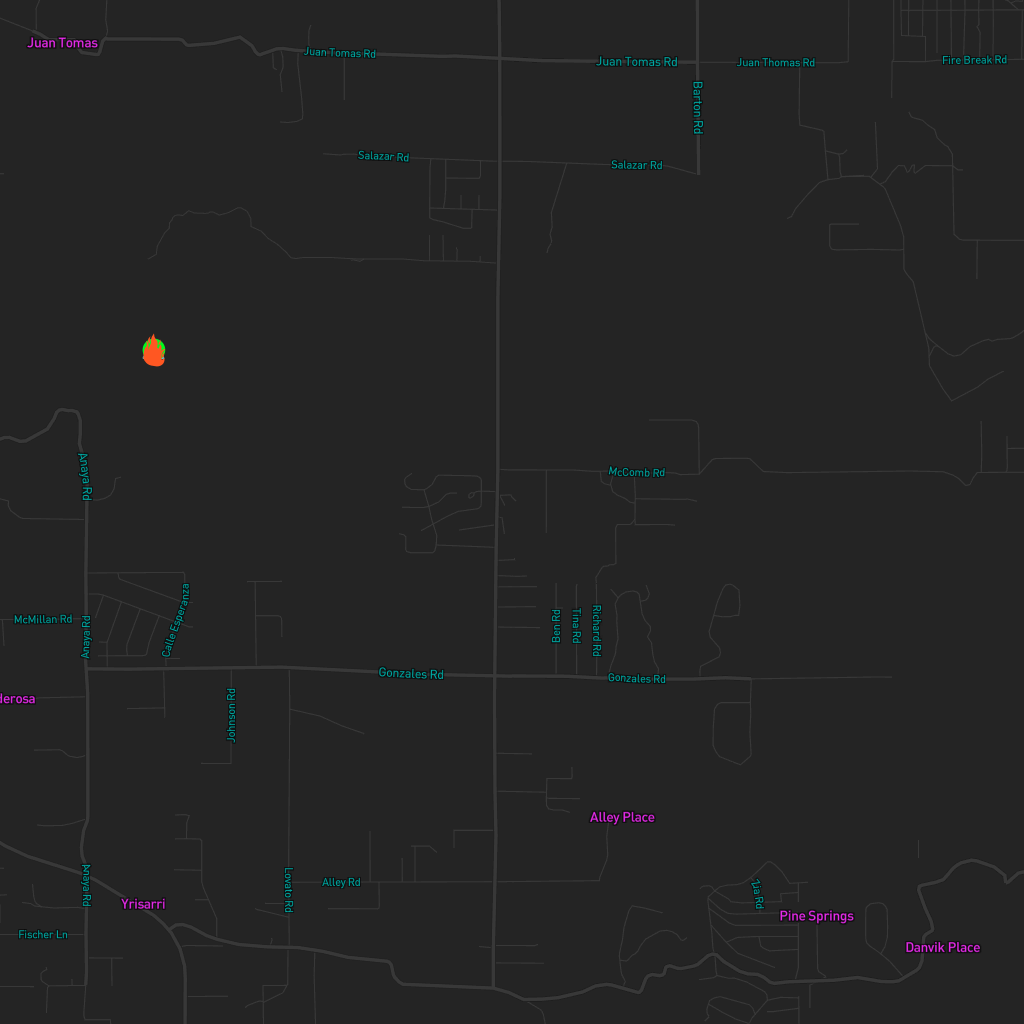 Juan Tomas
Juan Tomas Rd
Juan Tomas Rd
Juan Thomas Rd
Fire Break Rd
Barton Rd
Salazar Rd
Salazar Rd
Anaya Rd
McComb Rd
McMillan Rd
Anaya Rd
Calle Esperanza
Ben Rd
Tina Rd
Richard Rd
Gonzales Rd
Gonzales Rd
derosa
Johnson Rd
Alley Place
Anaya Rd
Lovato Rd
Alley Rd
Zia Rd
Yrisarri
Pine Springs
Fischer Ln
Danvik Place